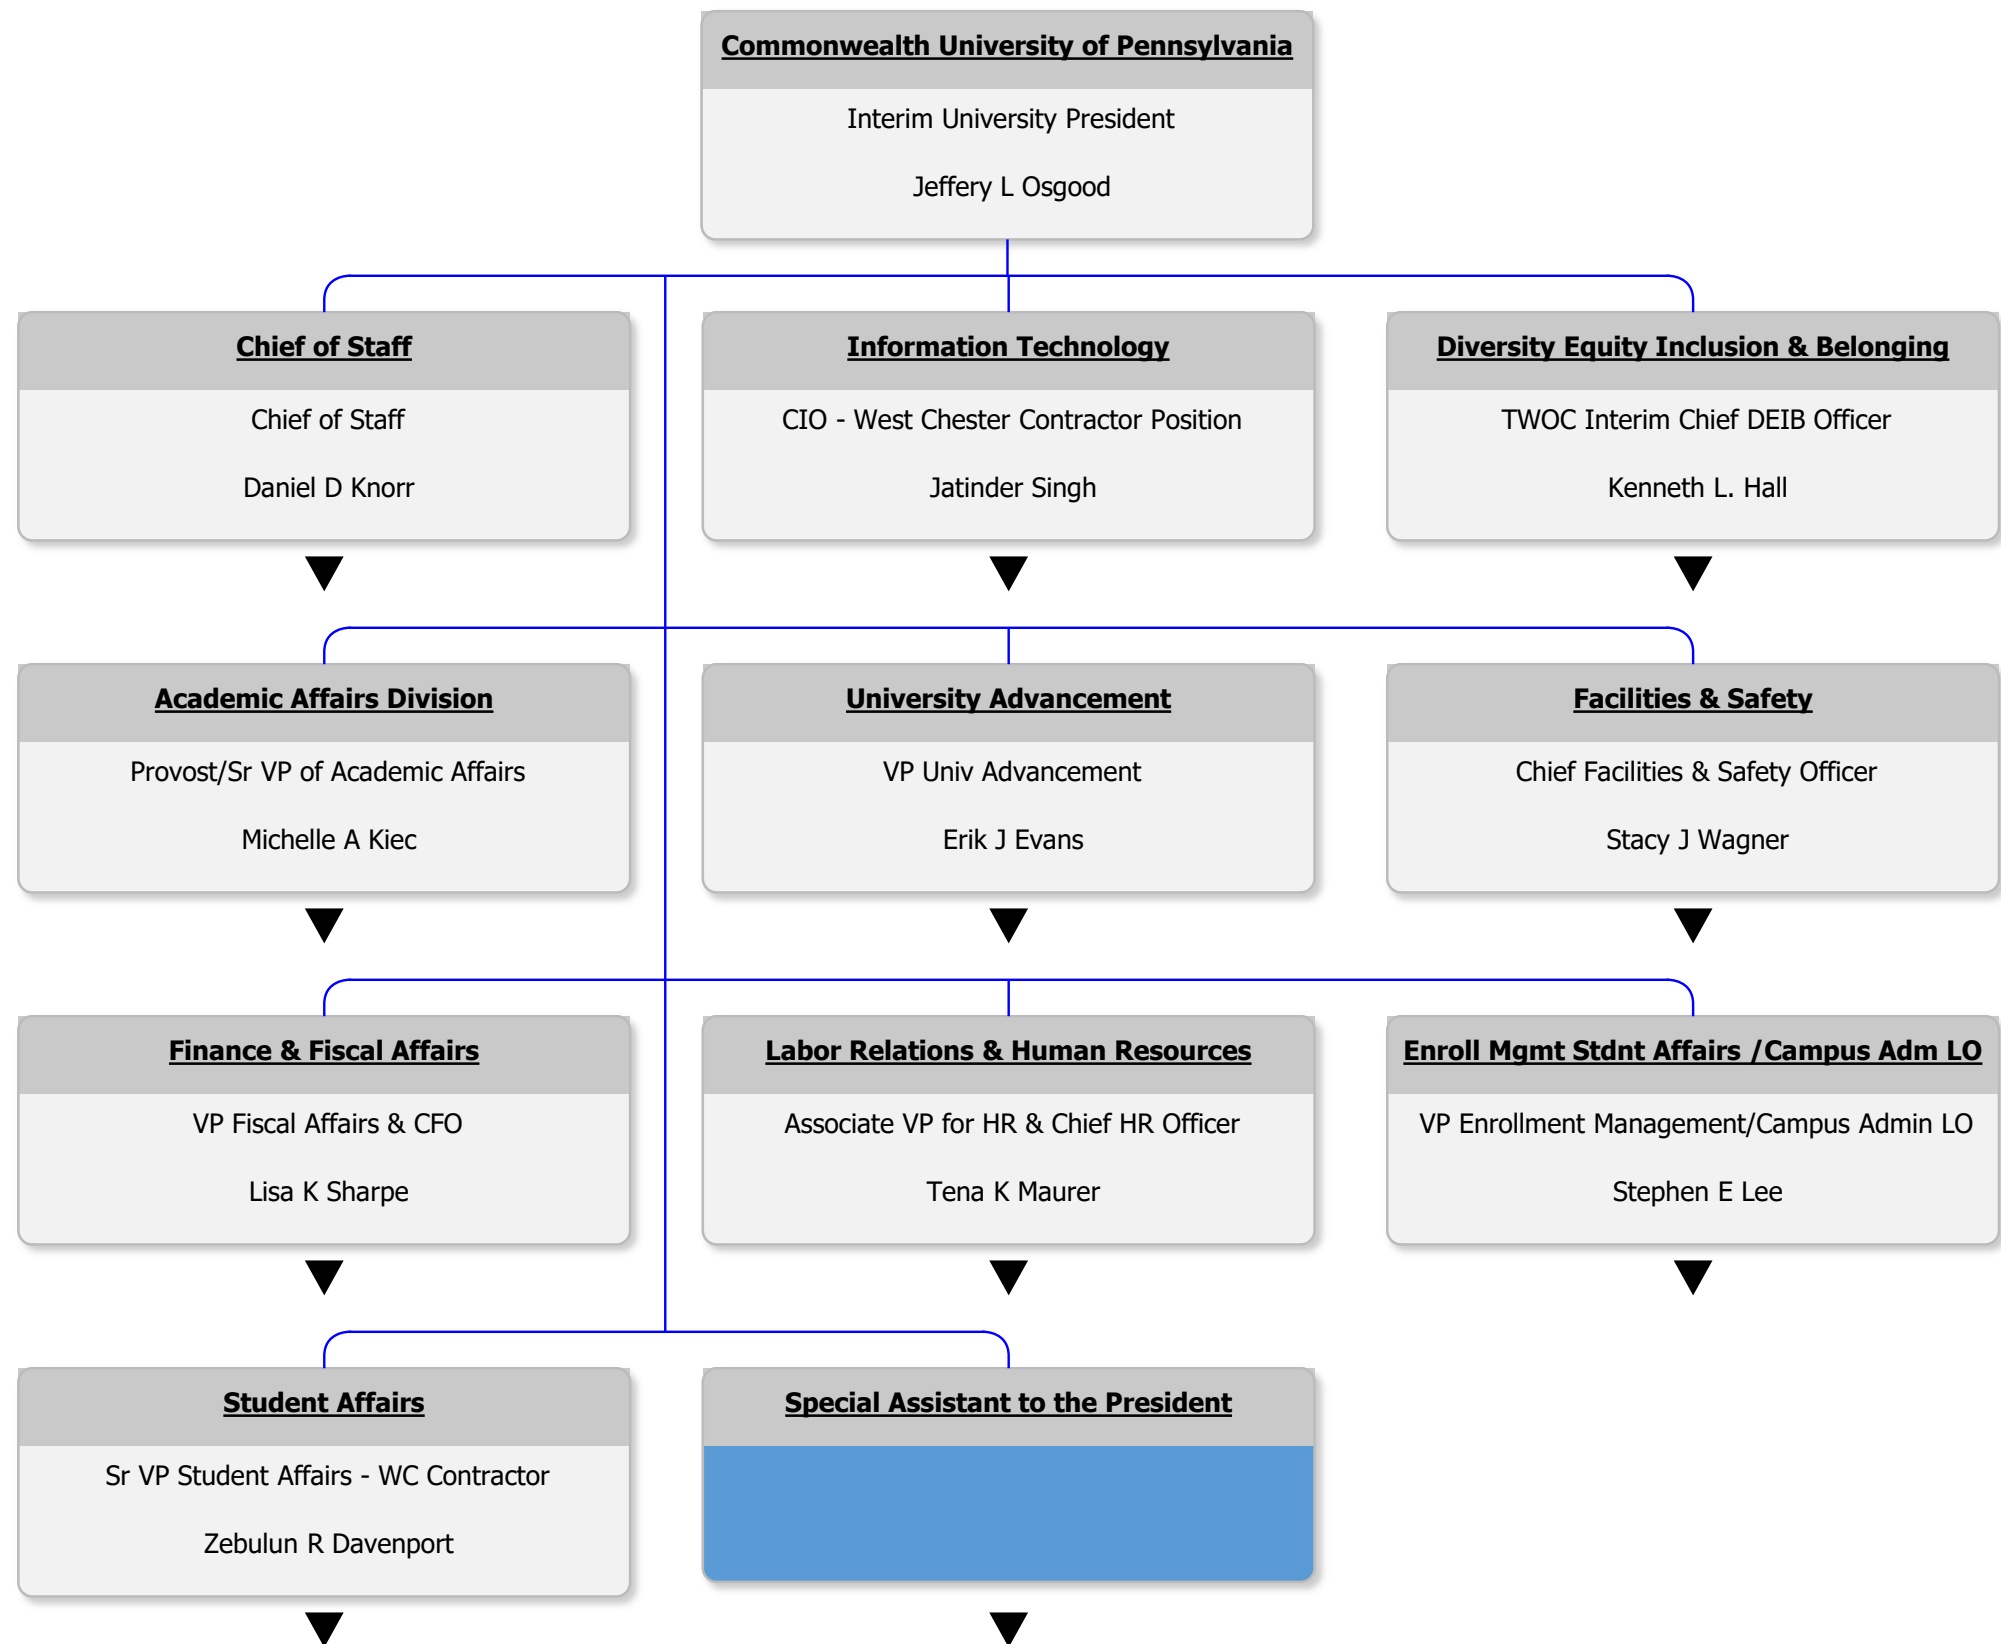 Commonwealth University of Pennsylvania
Interim University President
Jeffery L Osgood
Chief of Staff
Chief of Staff
Daniel D Knorr
Information Technology
CIO - West Chester Contractor Position
Jatinder Singh
Diversity Equity Inclusion & Belonging
TWOC Interim Chief DEIB Officer
Kenneth L. Hall
Academic Affairs Division
Provost/Sr VP of Academic Affairs
Michelle A Kiec
University Advancement
VP Univ Advancement
Erik J Evans
Facilities & Safety
Chief Facilities & Safety Officer
Stacy J Wagner
Finance & Fiscal Affairs
VP Fiscal Affairs & CFO
Lisa K Sharpe
Labor Relations & Human Resources
Associate VP for HR & Chief HR Officer
Tena K Maurer
Enroll Mgmt Stdnt Affairs /Campus Adm LO
VP Enrollment Management/Campus Admin LO
Stephen E Lee
Student Affairs
Sr VP Student Affairs - WC Contractor
Zebulun R Davenport
Special Assistant to the President